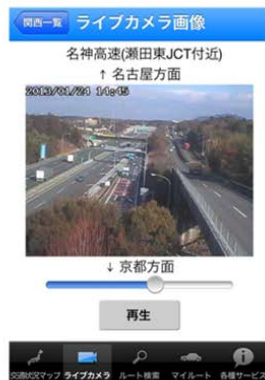 関西一覧 ライブカメラ画像
名神高速(瀬田東JCT付近)
↑ 名古屋方面
2013/01/24 14:45
↓ 京都方面
再生
交通状況マップ ライブカメラ ルート検索 マイルート 各種サービス